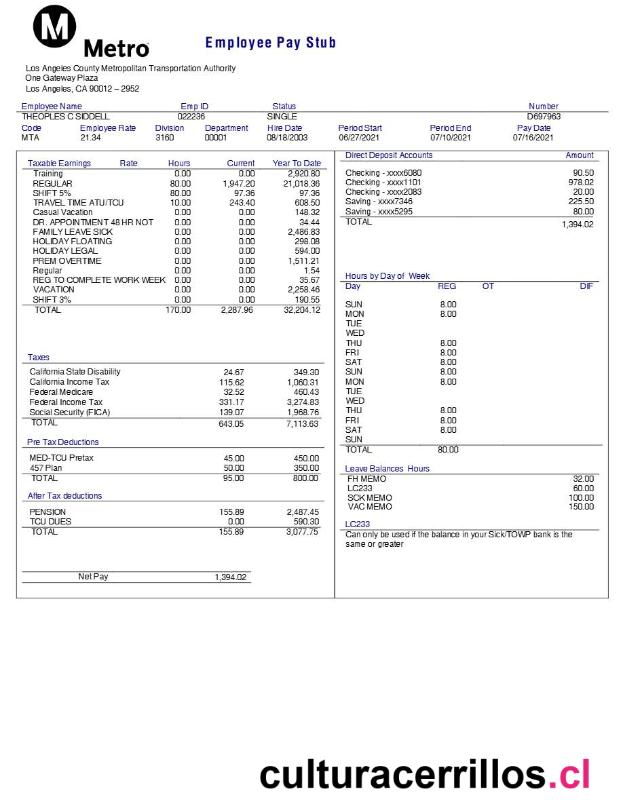 M
Metro
Employee Pay Stub
Los Angeles County Metropolitan Transportation Authority
One Gateway Plaza
Los Angeles, CA 90012 – 2952
Employee Name Emp ID Status Number
THEOPLES C SIDDELL 022236 SINGLE D697963
Code Employee Rate Division Department Hire Date Period Start Period End Pay Date
MTA 21.34 3160 00001 08/18/2003 06/27/2021 07/10/2021 07/16/2021
Taxable Earnings Rate Hours Current Year To Date
Training 0.00 0.00 2,920.80
REGULAR 80.00 1,947.20 21,018.36
SHIFT 5% 80.00 97.36 97.36
TRAVEL TIME ATU/TCU 10.00 243.40 608.50
Casual Vacation 0.00 0.00 148.32
DR. APPOINTMENT 48 HR NOT 0.00 0.00 34.44
FAMILY LEAVE SICK 0.00 0.00 2,486.83
HOLIDAY FLOATING 0.00 0.00 298.08
HOLIDAY LEGAL 0.00 0.00 594.00
PREM OVERTIME 0.00 0.00 1,511.21
Regular 0.00 0.00 1.54
REG TO COMPLETE WORK WEEK 0.00 0.00 35.67
VACATION 0.00 0.00 2,258.46
SHIFT 3% 0.00 0.00 190.55
TOTAL 170.00 2,287.96 32,204.12
Taxes
California State Disability 24.67 349.30
California Income Tax 115.62 1,060.31
Federal Medicare 32.52 460.43
Federal Income Tax 331.17 3,274.83
Social Security (FICA) 139.07 1,968.76
TOTAL 643.05 7,113.63
Pre Tax Deductions
MED-TCU Pretax 45.00 450.00
457 Plan 50.00 350.00
TOTAL 95.00 800.00
After Tax deductions
PENSION 155.89 2,487.45
TCU DUES 0.00 590.30
TOTAL 155.89 3,077.75
Net Pay 1,394.02
Direct Deposit Accounts Amount
Checking - xxxx6080 90.50
Checking - xxxx1101 978.02
Checking - xxxx2083 20.00
Saving - xxxx7346 225.50
Saving - xxxx5295 80.00
TOTAL 1,394.02
Hours by Day of Week
Day REG OT DIF
SUN 8.00
MON 8.00
TUE
WED
THU 8.00
FRI 8.00
SAT 8.00
SUN 8.00
MON 8.00
TUE
WED
THU 8.00
FRI 8.00
SAT 8.00
SUN
TOTAL 80.00
Leave Balances Hours
FH MEMO 32.00
LC233 60.00
SCK MEMO 100.00
VAC MEMO 150.00
LC233
Can only be used if the balance in your Sick/TOWP bank is the
same or greater
culturacerrillos.cl